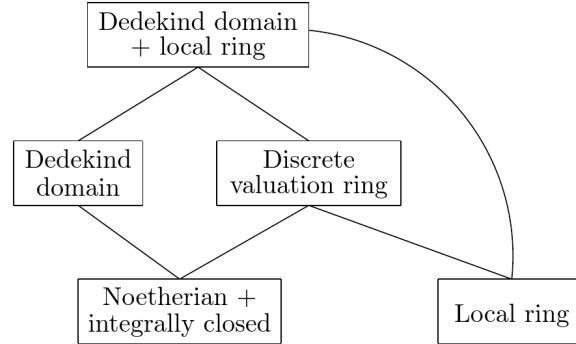 Dedekind domain
+ local ring
Dedekind
domain
Discrete
valuation ring
Noetherian +
integrally closed
Local ring